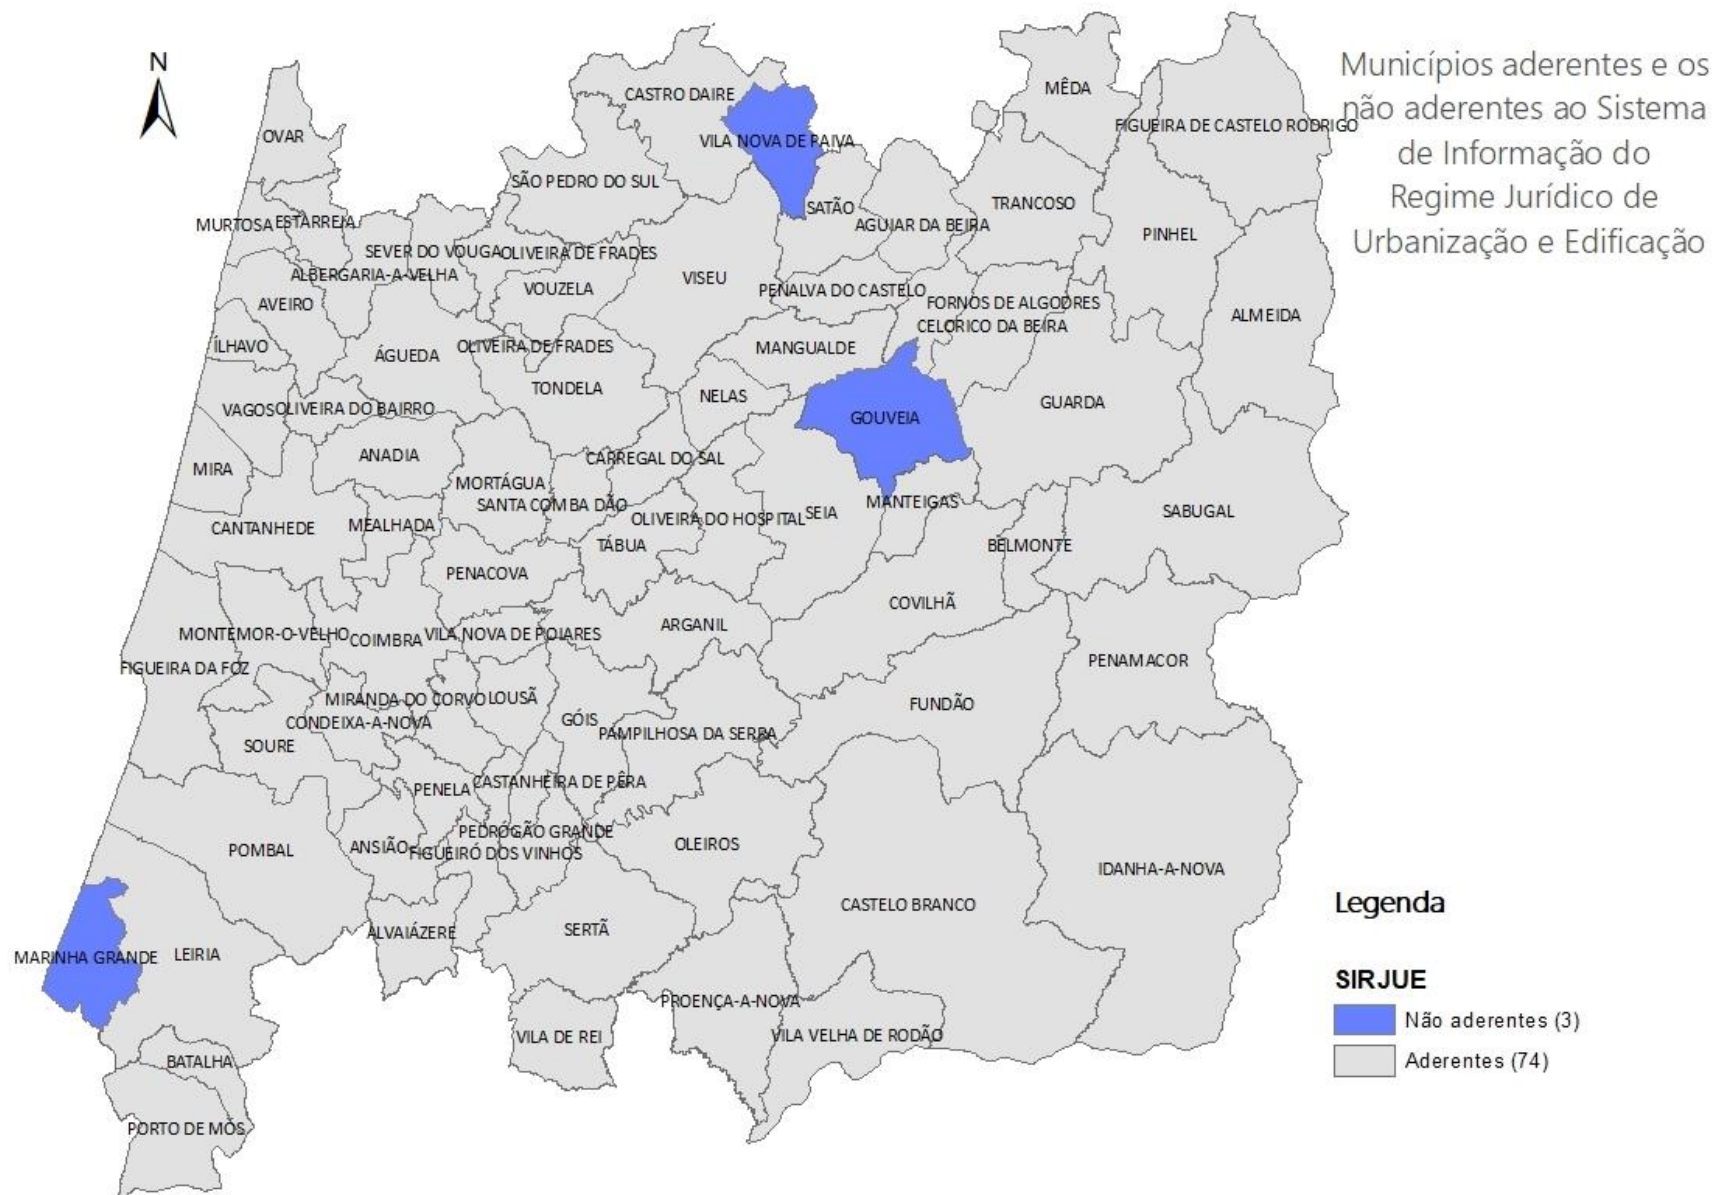 N
Municípios aderentes e os
não aderentes ao Sistema
de Informação do
Regime Jurídico de
Urbanização e Edificação
CASTRO DAIRE
MÊDA
FIGUEIRA DE CASTELO RODRIGO
OVAR
VILA NOVA DE PAIVA
SÃO PEDRO DO SUL
SATÃO
TRANCOSO
MURTOSA
ESTARREJA
AGUIAR DA BEIRA
PINHEL
SEVER DO VOUGA
OLIVEIRA DE FRADES
ALBERGARIA-A-VELHA
VISEU
VOUZELA
PENALVA DO CASTELO
AVEIRO
FORNOS DE ALGODRES
ALMEIDA
CELORICO DA BEIRA
ÍLHAVO
ÁGUEDA
OLIVEIRA DE FRADES
MANGUALDE
TONDELA
NELAS
GUARDA
VAGOS
OLIVEIRA DO BAIRRO
GOUVEIA
ANADIA
CARREGAL DO SAL
MIRA
MORTÁGUA
SANTA COMBA DÃO
MANTEIGAS
SABUGAL
CANTANHEDE
MEALHADA
OLIVEIRA DO HOSPITAL
SEIA
TÁBUA
BELMONTE
PENACOVA
COVILHÃ
MONTEMOR-O-VELHO
COIMBRA
VILA NOVA DE POIARES
ARGANIL
FIGUEIRA DA FOZ
PENAMACOR
MIRANDA DO CORVO
LOUSÃ
FUNDÃO
CONDEIXA-A-NOVA
GÓIS
PAMPILHOSA DA SERRA
SOURE
PENELA
CASTANHEIRA DE PÊRA
PEDRÓGÃO GRANDE
OLEIROS
POMBAL
ANSIÃO
FIGUEIRÓ DOS VINHOS
IDANHA-A-NOVA
CASTELO BRANCO
ALVAIÁZERE
SERTÃ
MARINHA GRANDE
LEIRIA
PROENÇA-A-NOVA
VILA DE REI
VILA VELHA DE RODÃO
BATALHA
PORTO DE MÓS
Legenda
SIRJUE
Não aderentes (3)
Aderentes (74)